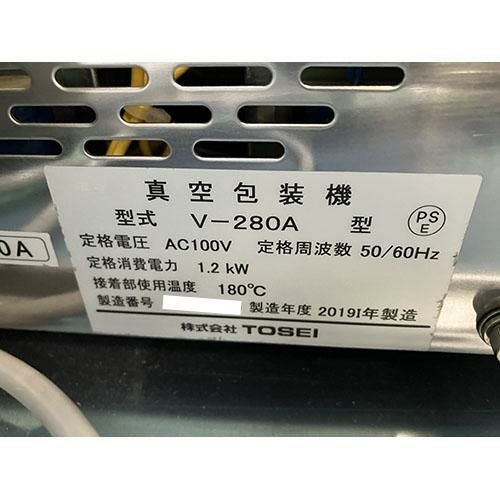 真空包装機
型式 V-280A 型
PS
E
定格電圧 AC100V 定格周波数 50/60Hz
定格消費電力 1.2 kW
接着部使用温度 180℃
製造番号 製造年度 2019I年製造
株式会社 TOSEI
0A